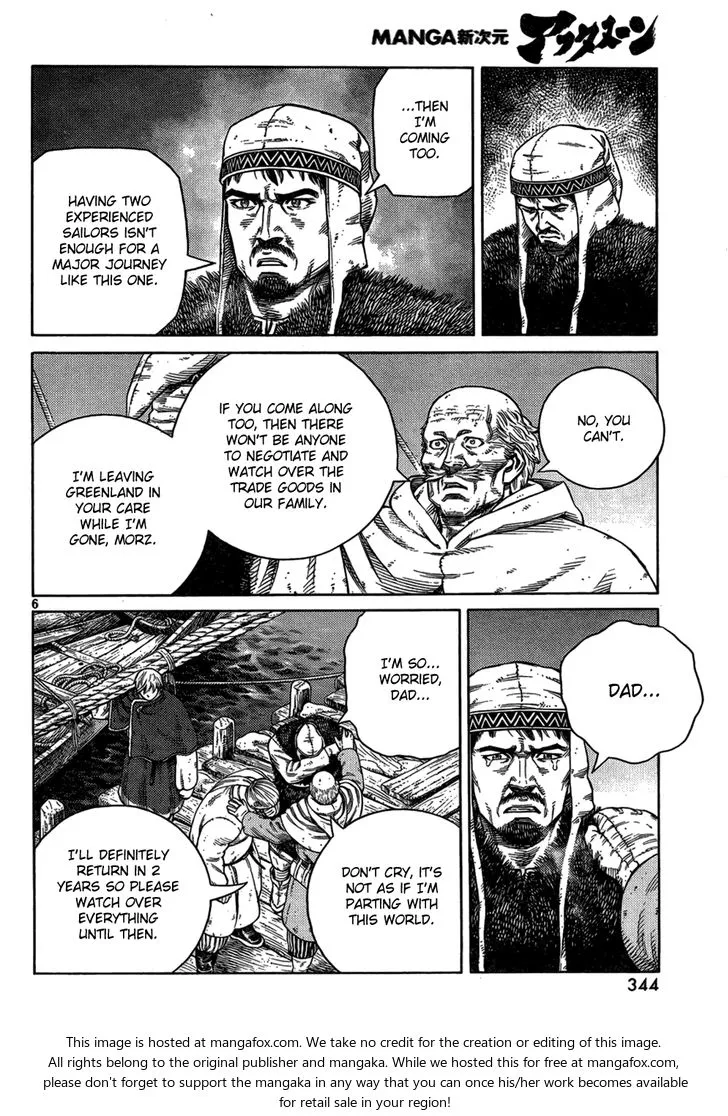 MANGA新次元 アフタヌーン
...THEN
I'M
COMING
TOO.
HAVING TWO
EXPERIENCED
SAILORS ISN'T
ENOUGH FOR A
MAJOR JOURNEY
LIKE THIS ONE.
NO, YOU
CAN'T.
IF YOU COME ALONG
TOO, THEN THERE
WON'T BE ANYONE
TO NEGOTIATE AND
WATCH OVER THE
TRADE GOODS IN
OUR FAMILY.
I'M LEAVING
GREENLAND IN
YOUR CARE
WHILE I'M
GONE, MORZ.
6
DAD...
I'M SO...
WORRIED,
DAD...
DON'T CRY, IT'S
NOT AS IF I'M
PARTING WITH
THIS WORLD.
I'LL DEFINITELY
RETURN IN 2
YEARS SO PLEASE
WATCH OVER
EVERYTHING
UNTIL THEN.
344
This image is hosted at mangafox.com. We take no credit for the creation or editing of this image.
All rights belong to the original publisher and mangaka. While we hosted this for free at mangafox.com,
please don't forget to support the mangaka in any way that you can once his/her work becomes available
for retail sale in your region!